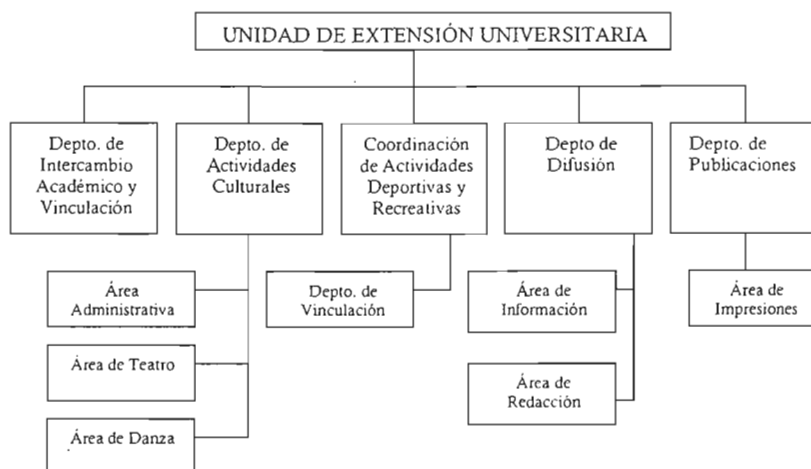 UNIDAD DE EXTENSIÓN UNIVERSITARIA
Depto. de
Intercambio
Académico y
Vinculación
Depto. de
Actividades
Culturales
Coordinación
de Actividades
Deportivas y
Recreativas
Depto de
Difusión
Depto. de
Publicaciones
Área
Administrativa
Depto. de
Vinculación
Área de
Información
Área de
Impresiones
Área de Teatro
Área de
Redacción
Área de Danza